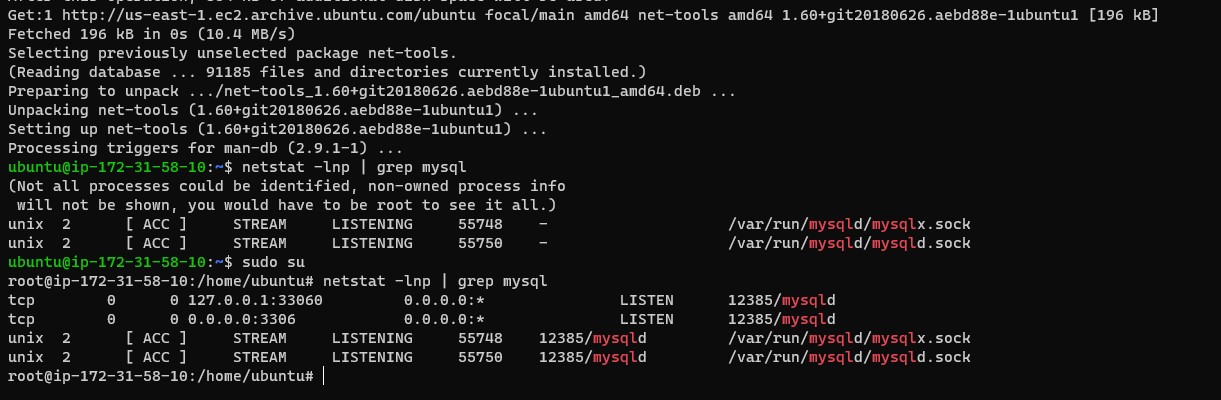 Get:1 http://us-east-1.ec2.archive.ubuntu.com/ubuntu focal/main amd64 net-tools amd64 1.60+git20180626.aebd88e-1ubuntu1 [196 kB]
Fetched 196 kB in 0s (10.4 MB/s)
Selecting previously unselected package net-tools.
(Reading database ... 91185 files and directories currently installed.)
Preparing to unpack .../net-tools_1.60+git20180626.aebd88e-1ubuntu1_amd64.deb ...
Unpacking net-tools (1.60+git20180626.aebd88e-1ubuntu1) ...
Setting up net-tools (1.60+git20180626.aebd88e-1ubuntu1) ...
Processing triggers for man-db (2.9.1-1) ...
ubuntu@ip-172-31-58-10:~$ netstat -lnp | grep mysql
(Not all processes could be identified, non-owned process info
 will not be shown, you would have to be root to see it all.)
unix  2      [ ACC ]     STREAM     LISTENING     55748    -                    /var/run/mysqld/mysqlx.sock
unix  2      [ ACC ]     STREAM     LISTENING     55750    -                    /var/run/mysqld/mysqld.sock
ubuntu@ip-172-31-58-10:~$ sudo su
root@ip-172-31-58-10:/home/ubuntu# netstat -lnp | grep mysql
tcp        0      0 127.0.0.1:33060         0.0.0.0:*               LISTEN      12385/mysqld
tcp        0      0 0.0.0.0:3306            0.0.0.0:*               LISTEN      12385/mysqld
unix  2      [ ACC ]     STREAM     LISTENING     55748    12385/mysqld         /var/run/mysqld/mysqlx.sock
unix  2      [ ACC ]     STREAM     LISTENING     55750    12385/mysqld         /var/run/mysqld/mysqld.sock
root@ip-172-31-58-10:/home/ubuntu#